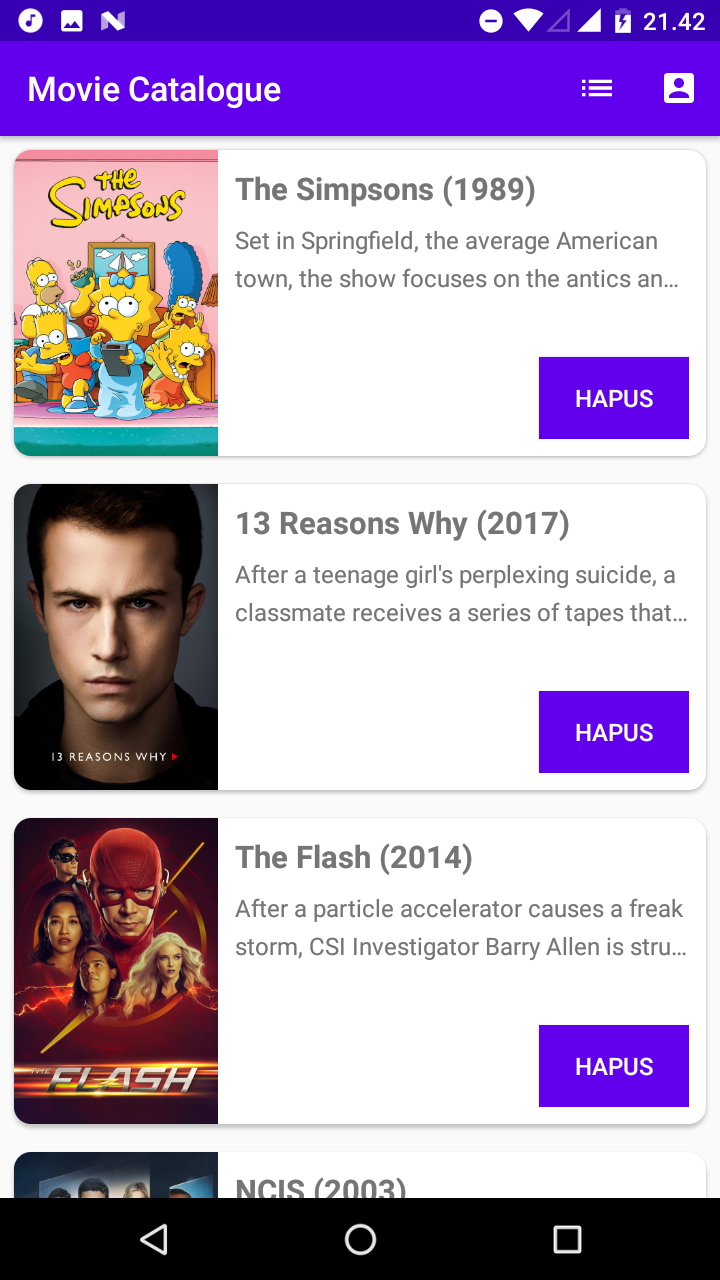 21.42
Movie Catalogue
THE
SIMPSONS
The Simpsons (1989)
Set in Springfield, the average American
town, the show focuses on the antics an…
HAPUS
13 REASONS WHY
13 Reasons Why (2017)
After a teenage girl's perplexing suicide, a
classmate receives a series of tapes that…
HAPUS
THE
FLASH
The Flash (2014)
After a particle accelerator causes a freak
storm, CSI Investigator Barry Allen is stru…
HAPUS
NCIS (2003)